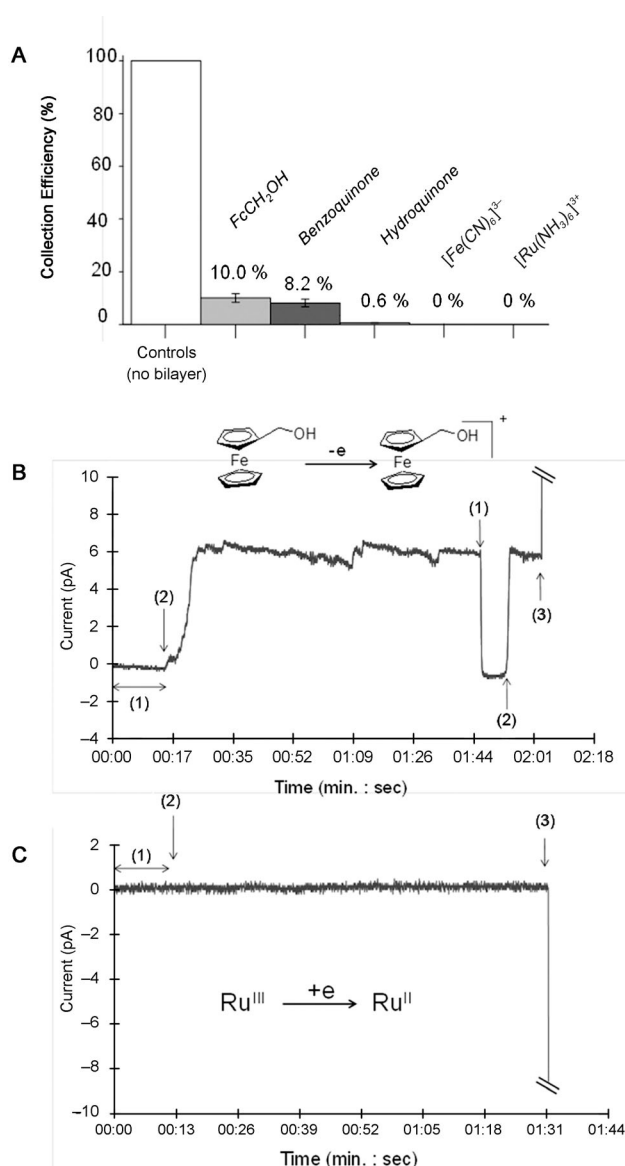 A
Collection Efficiency (%)
100
80
60
40
20
0
FcCH2OH
Benzoquinone
Hydroquinone
[Fe(CN)6]3–
[Ru(NH3)6]3+
10.0 %
8.2 %
0.6 %
0 %
0 %
Controls
(no bilayer)
B
OH
Fe
-e
OH
Fe
+
Current (pA)
10
8
6
4
2
0
–2
–4
(2)
(1)
(1)
(2)
(3)
00:00 00:17 00:35 00:52 01:09 01:26 01:44 02:01 02:18
Time (min. : sec)
C
Current (pA)
2
0
–2
–4
–6
–8
–10
(2)
(1)
(3)
RuIII +e RuII
00:00 00:13 00:26 00:39 00:52 01:05 01:18 01:31 01:44
Time (min. : sec)